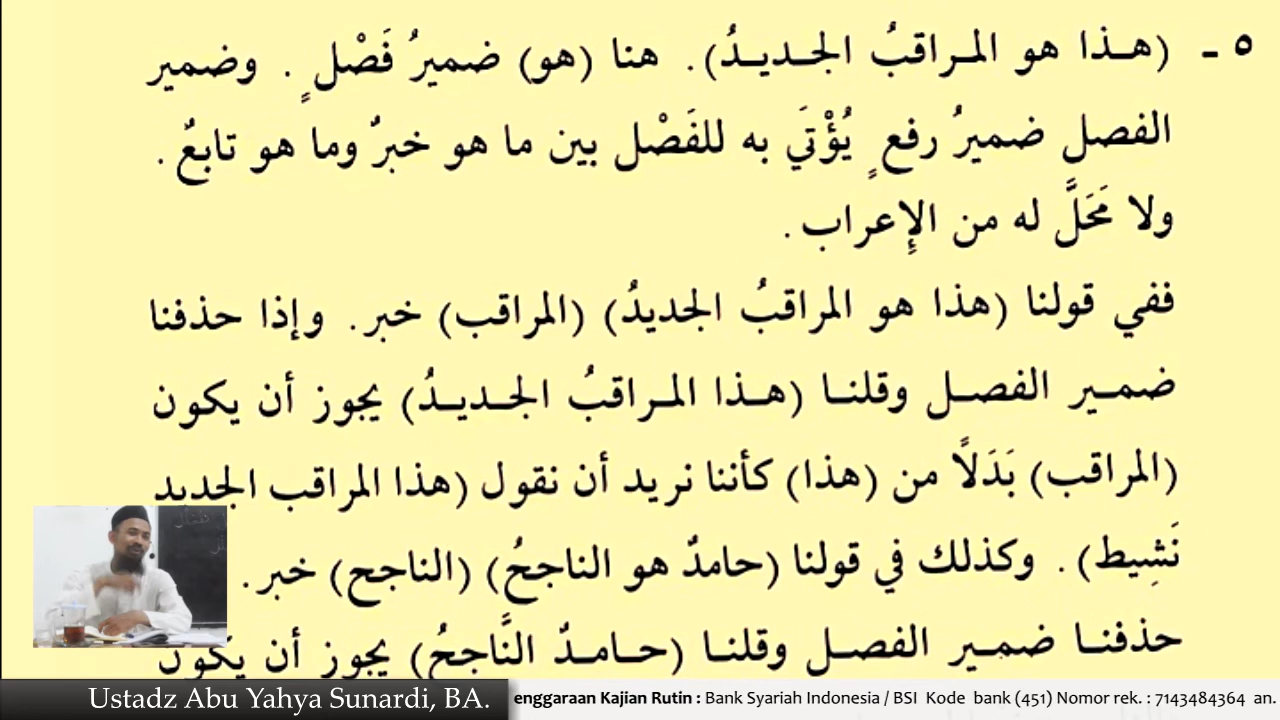 ٥ ـ (هـذا هو المـراقبُ الجـديـدُ). هنا (هو) ضميرُ فَصْلٍ. وضمير
الفصل ضميرُ رفعٍ يُؤْتَى به للفَصْل بين ما هو خبرٌ وما هو تابعٌ.
ولا مَحَلَّ له من الإِعراب.
ففي قولنا (هذا هو المراقبُ الجديدُ) (المراقب) خبر. وإذا حذفنا
ضمـير الفصـل وقلنـا (هـذا المـراقبُ الجـديـدُ) يجوز أن يكون
(المراقب) بَدَلًا من (هذا) كأننا نريد أن نقول (هذا المراقب الجديد
نَشِيط). وكذلك في قولنا (حامدٌ هو الناجحُ) (الناجح) خبر.
حذفنـا ضمـير الفصـل وقلنـا (حـامـدٌ النَّاجحُ) يجوز أن يكون
Ustadz Abu Yahya Sunardi, BA.
enggaraan Kajian Rutin : Bank Syariah Indonesia / BSI Kode bank (451) Nomor rek. : 7143484364 an.